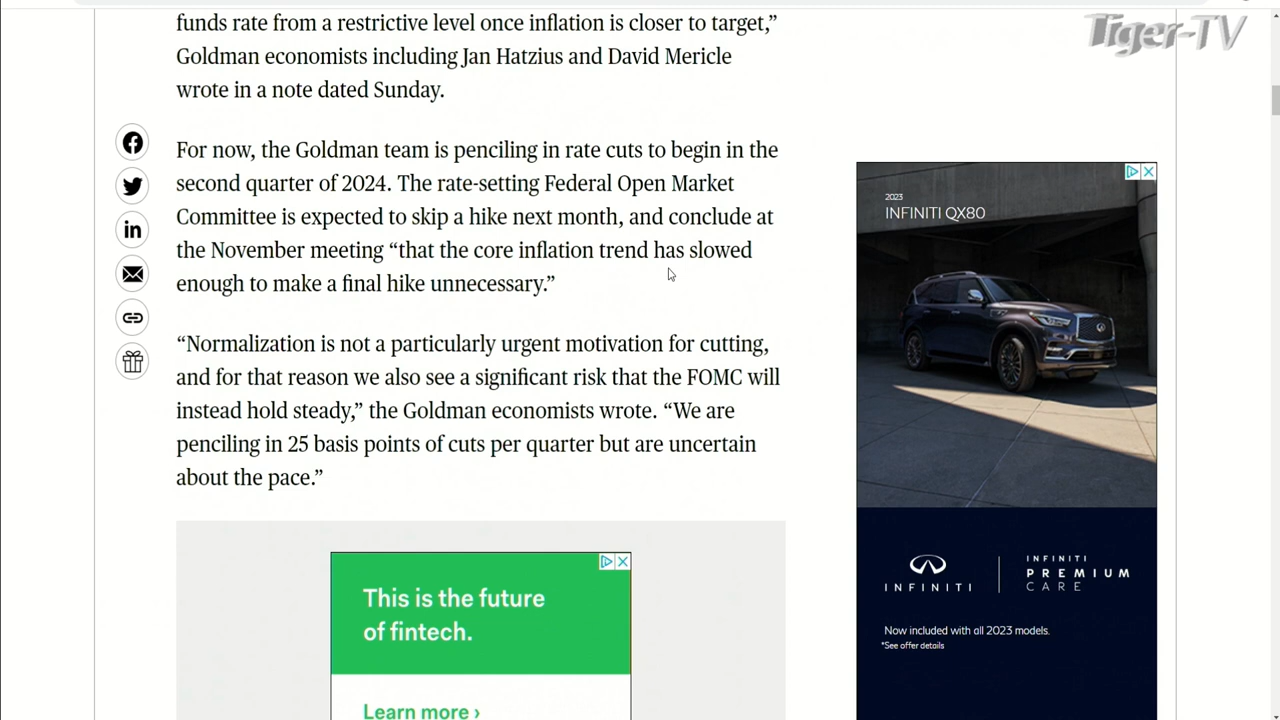 Tiger-TV
funds rate from a restrictive level once inflation is closer to target,”
Goldman economists including Jan Hatzius and David Mericle
wrote in a note dated Sunday.
For now, the Goldman team is penciling in rate cuts to begin in the
second quarter of 2024. The rate-setting Federal Open Market
Committee is expected to skip a hike next month, and conclude at
the November meeting “that the core inflation trend has slowed
enough to make a final hike unnecessary.”
“Normalization is not a particularly urgent motivation for cutting,
and for that reason we also see a significant risk that the FOMC will
instead hold steady,” the Goldman economists wrote. “We are
penciling in 25 basis points of cuts per quarter but are uncertain
about the pace.”
This is the future
of fintech.
Learn more ›
2023
INFINITI QX80
INFINITI
INFINITI
PREMIUM
CARE
Now included with all 2023 models.
*See offer details